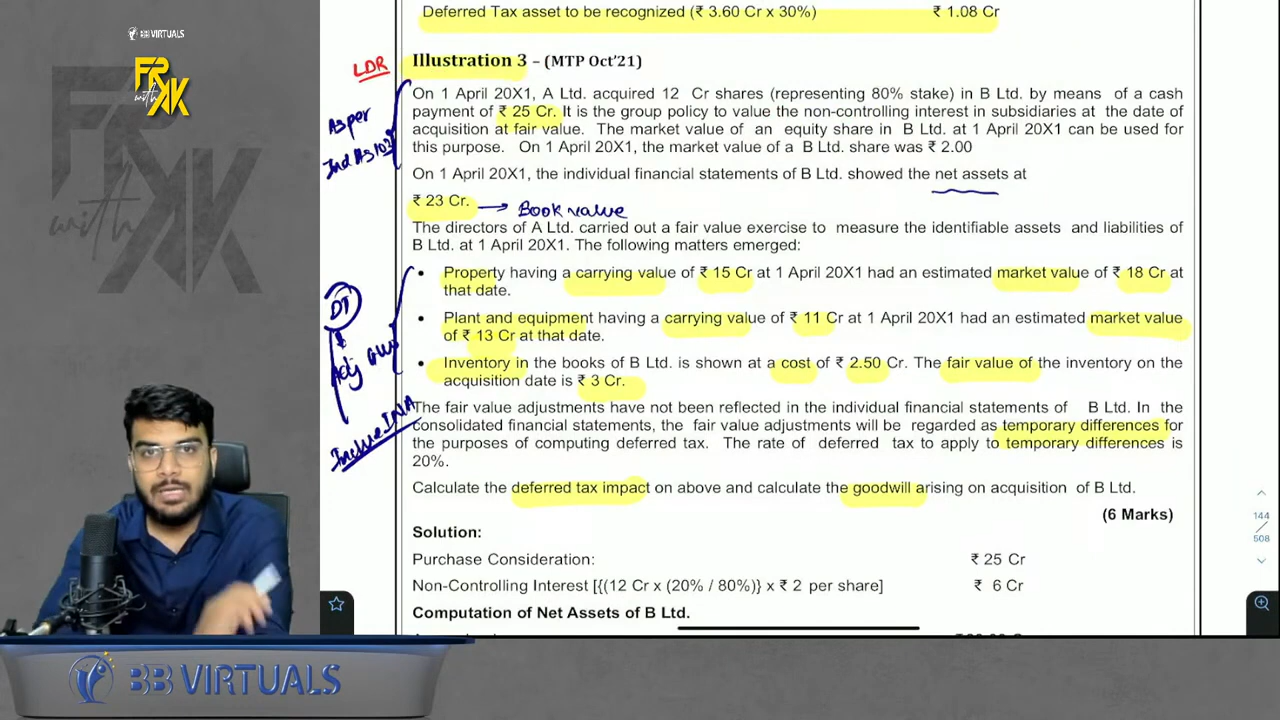 Deferred Tax asset to be recognized (₹ 3.60 Cr x 30%) ₹ 1.08 Cr
BB VIRTUALS
FR
with
AK
LDR
Illustration 3 – (MTP Oct'21)
On 1 April 20X1, A Ltd. acquired 12 Cr shares (representing 80% stake) in B Ltd. by means of a cash
payment of ₹ 25 Cr. It is the group policy to value the non-controlling interest in subsidiaries at the date of
acquisition at fair value. The market value of an equity share in B Ltd. at 1 April 20X1 can be used for
this purpose. On 1 April 20X1, the market value of a B Ltd. share was ₹ 2.00
As per
Ind As 103
On 1 April 20X1, the individual financial statements of B Ltd. showed the net assets at
₹ 23 Cr. → Book value
The directors of A Ltd. carried out a fair value exercise to measure the identifiable assets and liabilities of
B Ltd. at 1 April 20X1. The following matters emerged:
• Property having a carrying value of ₹ 15 Cr at 1 April 20X1 had an estimated market value of ₹ 18 Cr at
that date.
• Plant and equipment having a carrying value of ₹ 11 Cr at 1 April 20X1 had an estimated market value
of ₹ 13 Cr at that date.
• Inventory in the books of B Ltd. is shown at a cost of ₹ 2.50 Cr. The fair value of the inventory on the
acquisition date is ₹ 3 Cr.
DT
Adj
The fair value adjustments have not been reflected in the individual financial statements of B Ltd. In the
consolidated financial statements, the fair value adjustments will be regarded as temporary differences for
the purposes of computing deferred tax. The rate of deferred tax to apply to temporary differences is
20%.
Calculate the deferred tax impact on above and calculate the goodwill arising on acquisition of B Ltd.
(6 Marks)
144
508
Solution:
Purchase Consideration: ₹ 25 Cr
Non-Controlling Interest [{(12 Cr x (20% / 80%)} x ₹ 2 per share] ₹ 6 Cr
Computation of Net Assets of B Ltd.
BB VIRTUALS